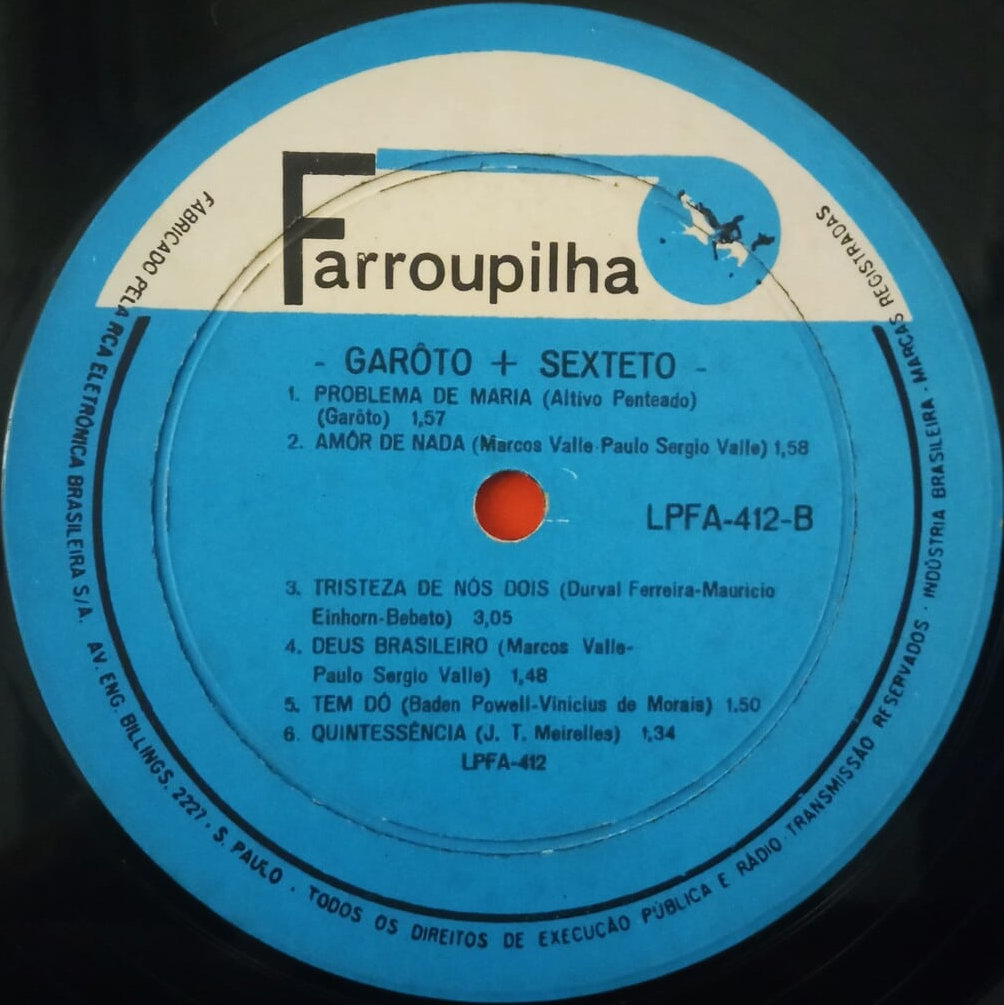 Farroupilha
- GARÔTO + SEXTETO -
1. PROBLEMA DE MARIA (Altivo Penteado)
(Garôto) 1,57
2. AMÔR DE NADA (Marcos Valle-Paulo Sergio Valle) 1,58
LPFA-412-B
3. TRISTEZA DE NÓS DOIS (Durval Ferreira-Mauricio
Einhorn-Bebeto) 3,05
4. DEUS BRASILEIRO (Marcos Valle-
Paulo Sergio Valle) 1,48
5. TEM DÓ (Baden Powell-Vinicius de Morais) 1.50
6. QUINTESSÊNCIA (J. T. Meirelles) 1,34
LPFA-412
FABRICADO PELA RCA ELETRÔNICA BRASILEIRA S/A. AV. ENG. BILLINGS, 2227 · S. PAULO · TODOS OS DIREITOS DE EXECUÇÃO PÚBLICA E RÁDIO TRANSMISSÃO RESERVADOS · INDÚSTRIA BRASILEIRA · MARCAS REGISTRADAS